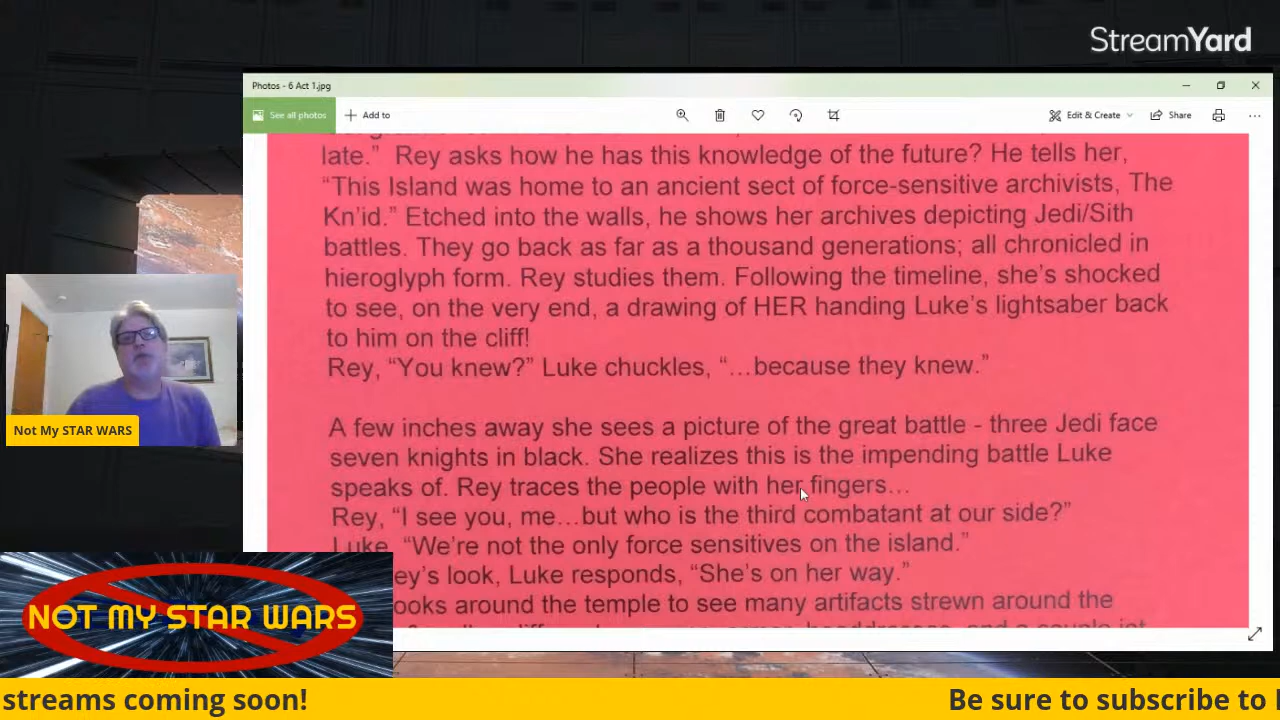 StreamYard
Photos - 6 Act 1.jpg
See all photos
Add to
Edit & Create
Share
late.” Rey asks how he has this knowledge of the future? He tells her,
“This Island was home to an ancient sect of force-sensitive archivists, The
Kn’id.” Etched into the walls, he shows her archives depicting Jedi/Sith
battles. They go back as far as a thousand generations; all chronicled in
hieroglyph form. Rey studies them. Following the timeline, she’s shocked
to see, on the very end, a drawing of HER handing Luke’s lightsaber back
to him on the cliff!
Rey, “You knew?” Luke chuckles, “…because they knew.”
A few inches away she sees a picture of the great battle - three Jedi face
seven knights in black. She realizes this is the impending battle Luke
speaks of. Rey traces the people with her fingers…
Rey, “I see you, me…but who is the third combatant at our side?”
Luke, “We’re not the only force sensitives on the island.”
look, Luke responds, “She’s on her way.”
around the temple to see many artifacts strewn around the
Not My STAR WARS
NOT MY STAR WARS
streams coming soon!
Be sure to subscribe to